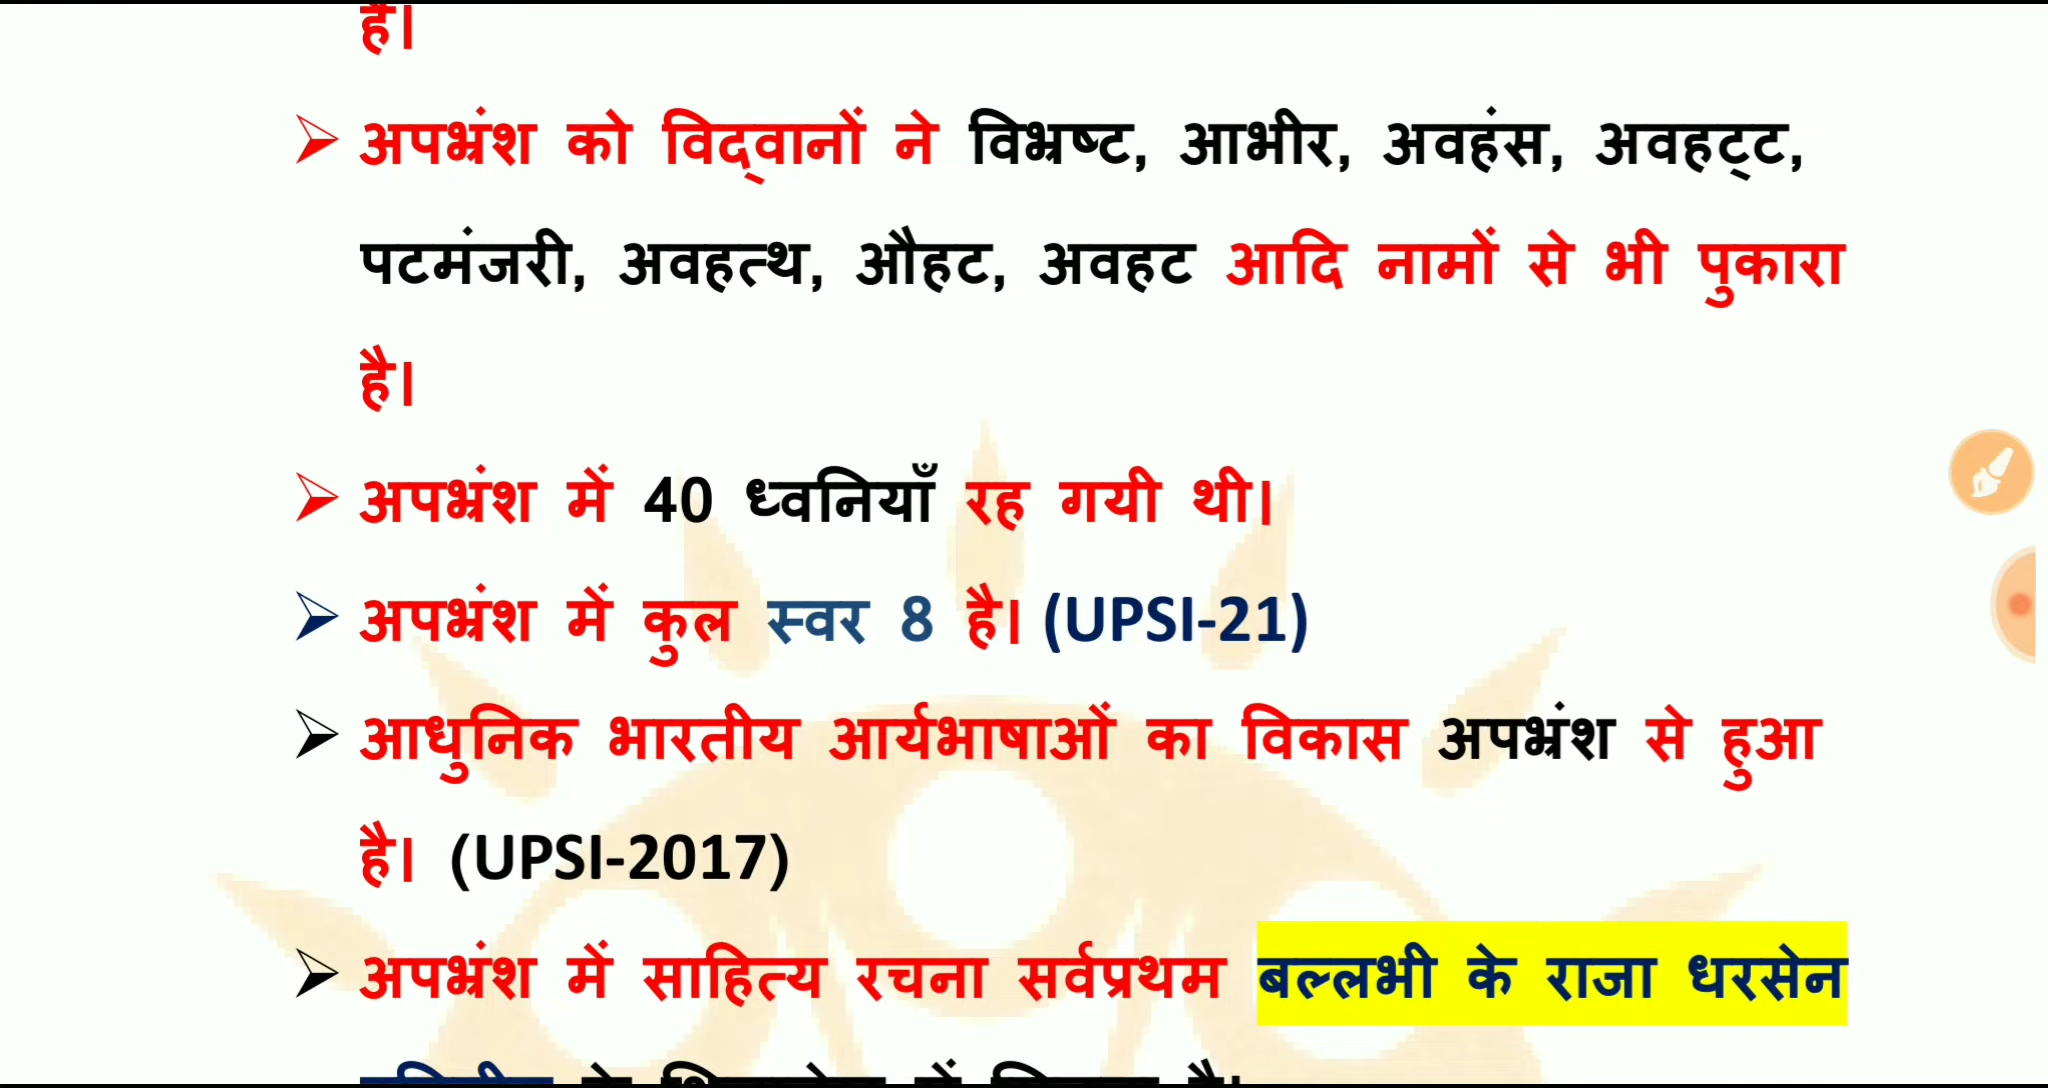 है।
➢ अपभ्रंश को विद्वानों ने विभ्रष्ट, आभीर, अवहंस, अवहट्ट,
पटमंजरी, अवहत्थ, औहट, अवहट आदि नामों से भी पुकारा
है।
➢ अपभ्रंश में 40 ध्वनियाँ रह गयी थी।
➢ अपभ्रंश में कुल स्वर 8 है। (UPSI-21)
➢ आधुनिक भारतीय आर्यभाषाओं का विकास अपभ्रंश से हुआ
है। (UPSI-2017)
➢ अपभ्रंश में साहित्य रचना सर्वप्रथम बल्लभी के राजा धरसेन